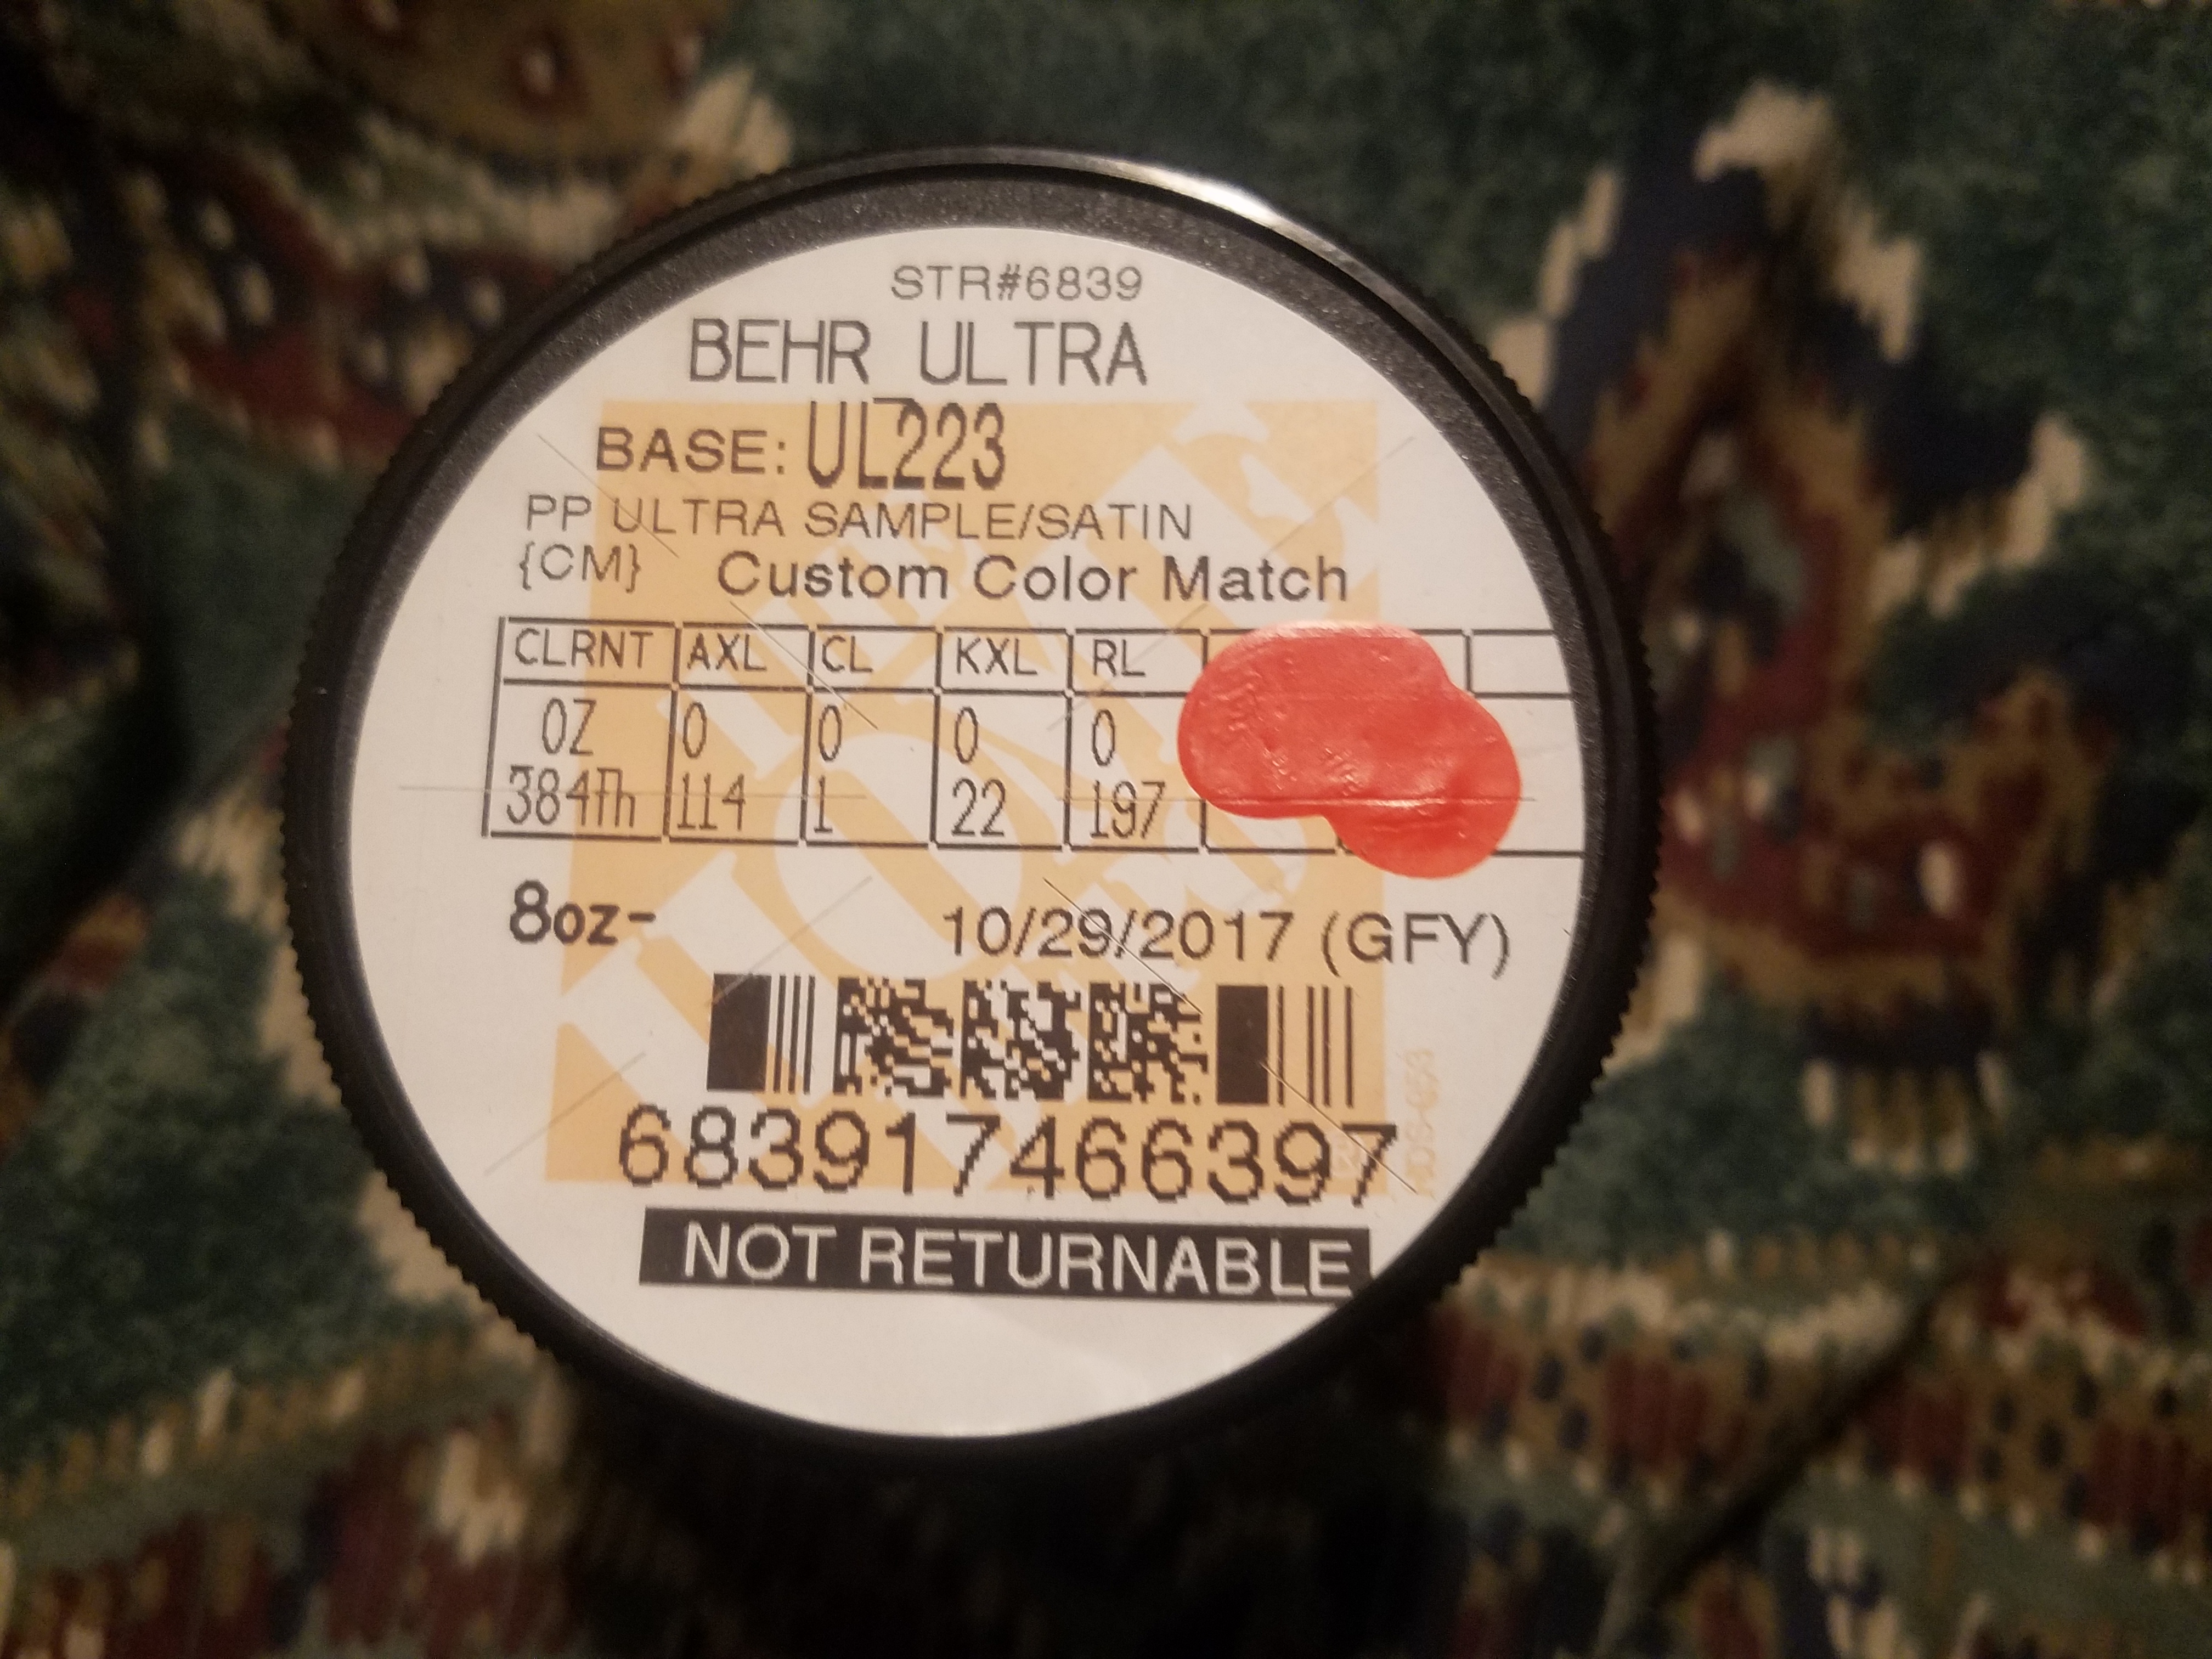 STR#6839
BEHR ULTRA
BASE: UL223
PP ULTRA SAMPLE/SATIN
{CM} Custom Color Match
CLRNT AXL CL KXL RL
OZ 0 0 0 0
384Th 114 1 22 197
8oz- 10/29/2017 (GFY)
683917466397
NOT RETURNABLE